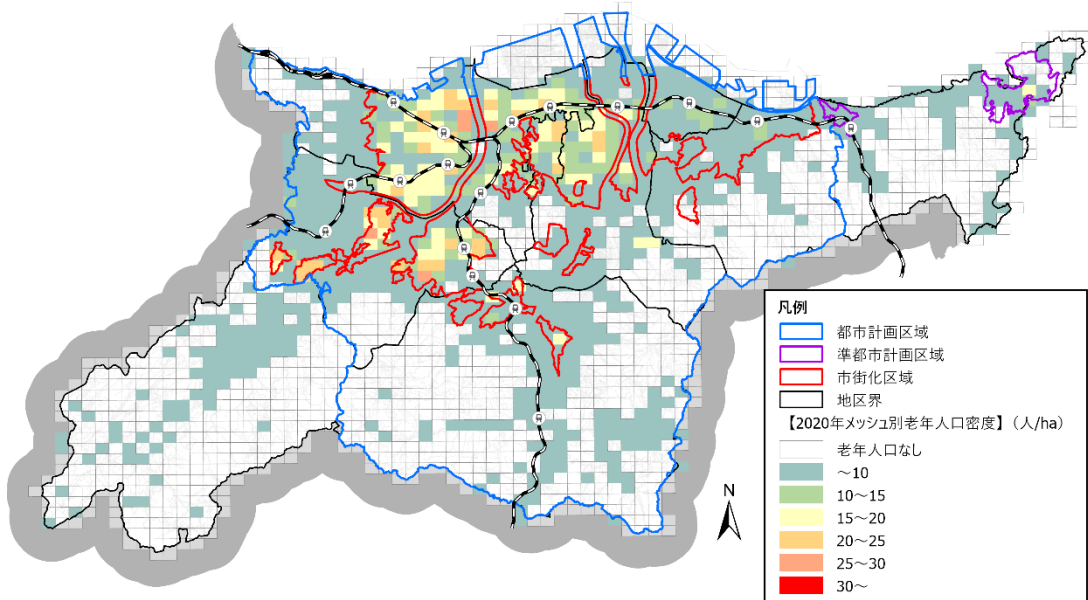 N
凡例
都市計画区域
準都市計画区域
市街化区域
地区界
【2020年メッシュ別老年人口密度】(人/ha)
老年人口なし
～10
10～15
15～20
20～25
25～30
30～